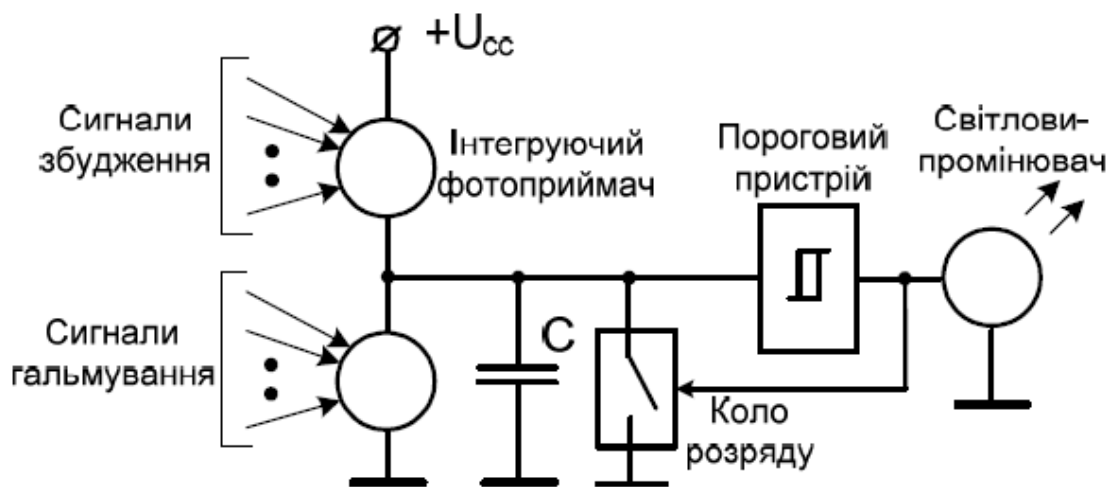 +Ucc
Сигнали
збудження
Інтегруючий
фотоприймач
Пороговий
пристрій
Світлови-
промінювач
Сигнали
гальмування
C
Коло
розряду